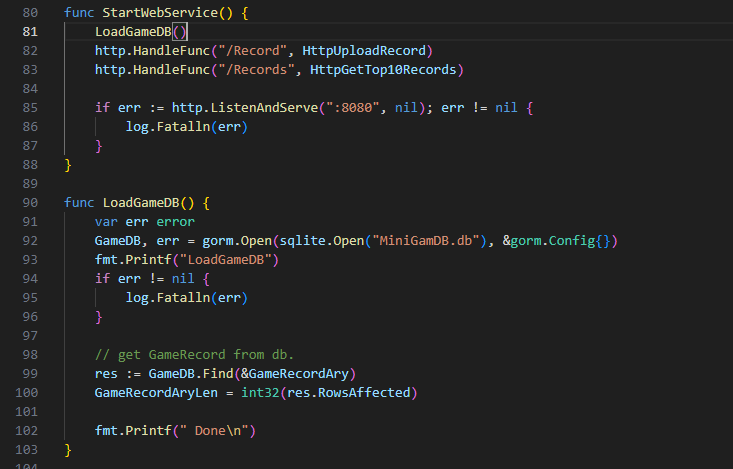 80 func StartWebService() {
81     LoadGameDB()
82     http.HandleFunc("/Record", HttpUploadRecord)
83     http.HandleFunc("/Records", HttpGetTop10Records)
84
85     if err := http.ListenAndServe(":8080", nil); err != nil {
86         log.Fatalln(err)
87     }
88 }
89
90 func LoadGameDB() {
91     var err error
92     GameDB, err = gorm.Open(sqlite.Open("MiniGamDB.db"), &gorm.Config{})
93     fmt.Printf("LoadGameDB")
94     if err != nil {
95         log.Fatalln(err)
96     }
97
98     // get GameRecord from db.
99     res := GameDB.Find(&GameRecordAry)
100     GameRecordAryLen = int32(res.RowsAffected)
101
102     fmt.Printf(" Done\n")
103 }
104